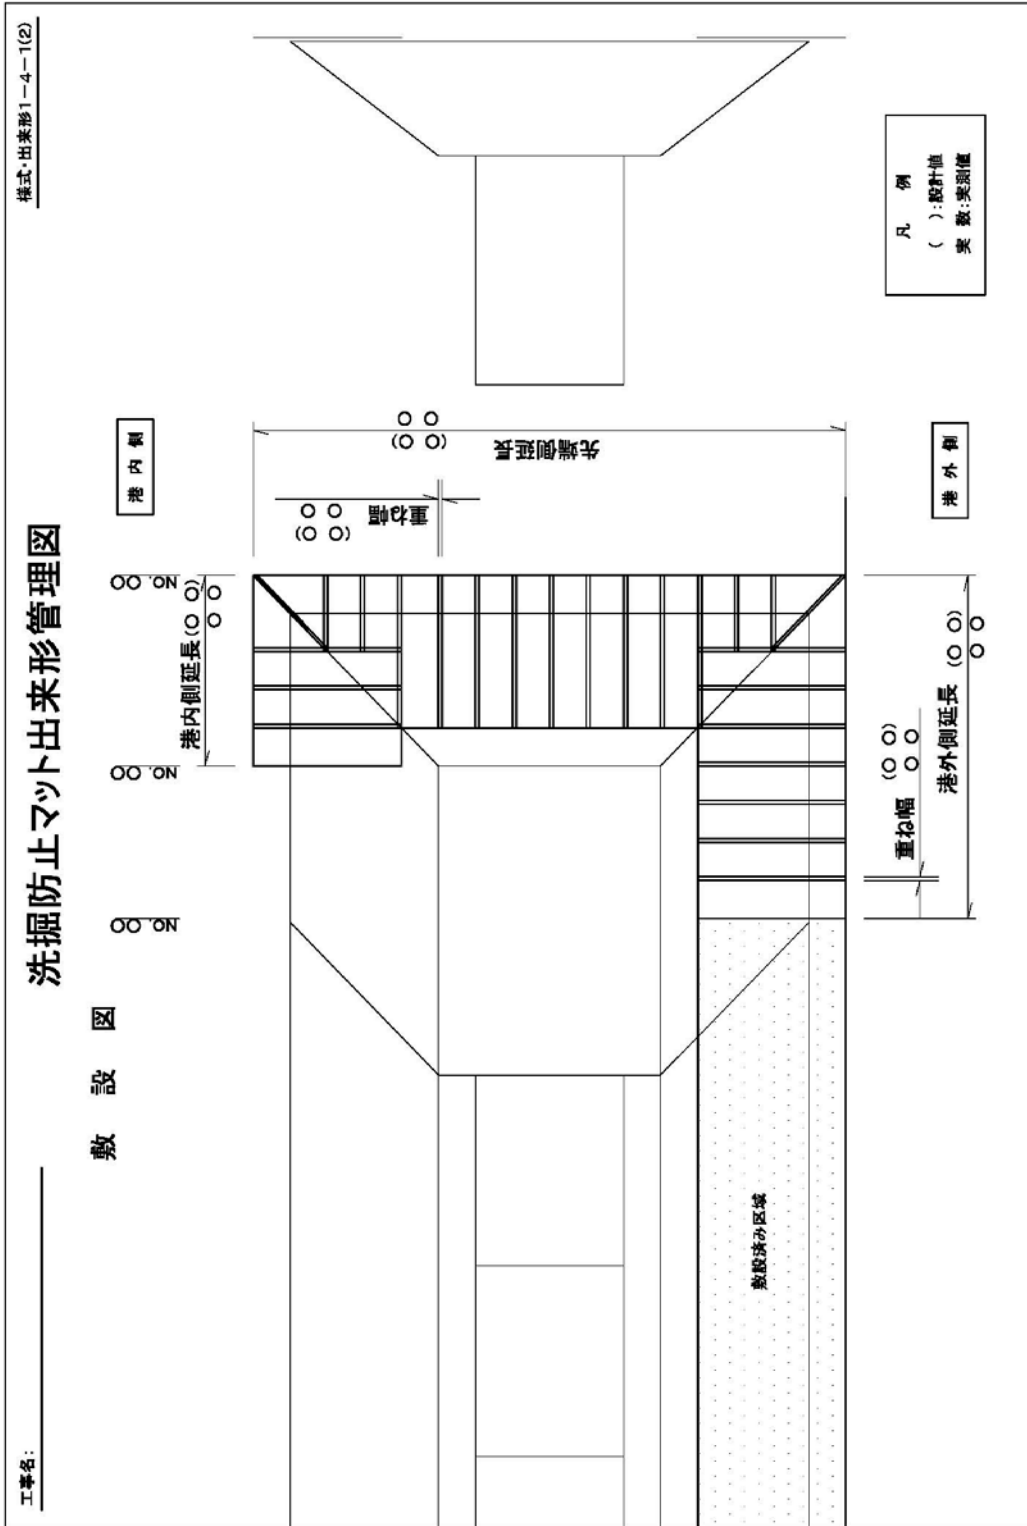 様式・出来形1-4-1(2)
工事名:
洗掘防止マット出来形管理図
敷 設 図
NO. ○○
NO. ○○
NO. ○○
港 内 側
港内側延長 (○ ○)
○ ○
重ね幅
(○ ○)
○ ○
先端側延長
(○ ○)
○ ○
敷設済み区域
重ね幅
(○ ○)
○ ○
港外側延長 (○ ○)
○ ○
港 外 側
凡 例
( ):設計値
実 数:実測値